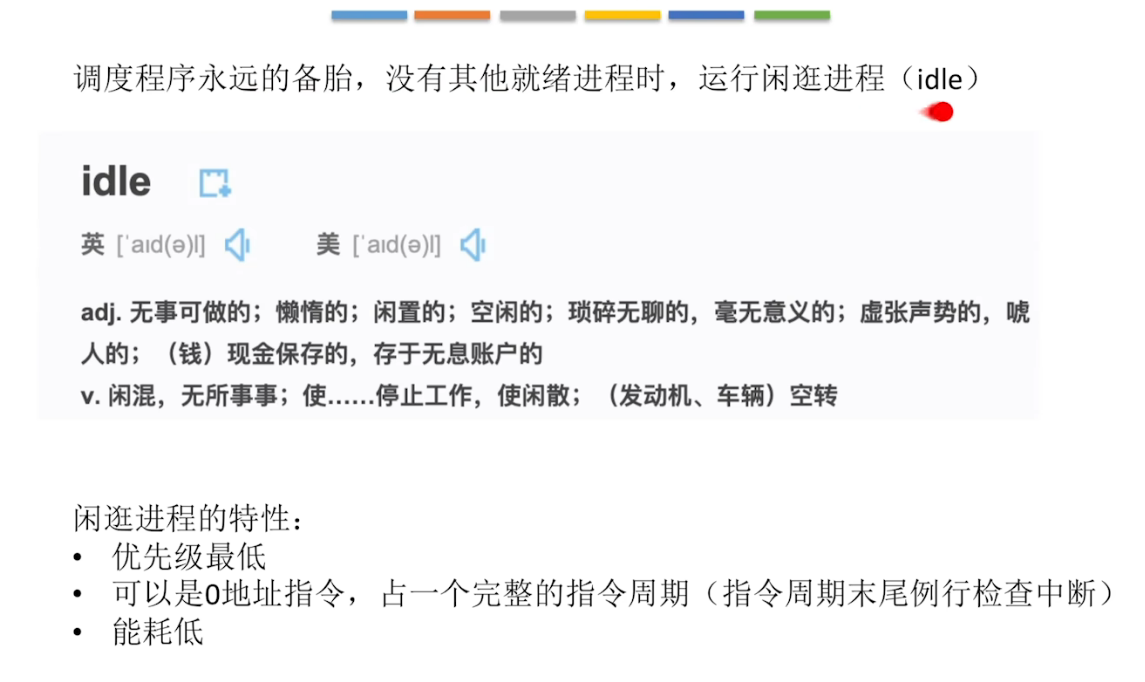 调度程序永远的备胎，没有其他就绪进程时，运行闲逛进程（idle）
idle
英 [ˈaɪd(ə)l] 美 [ˈaɪd(ə)l]
adj. 无事可做的；懒惰的；闲置的；空闲的；琐碎无聊的，毫无意义的；虚张声势的，唬
人的；（钱）现金保存的，存于无息账户的
v. 闲混，无所事事；使……停止工作，使闲散；（发动机、车辆）空转
闲逛进程的特性：
• 优先级最低
• 可以是0地址指令，占一个完整的指令周期（指令周期末尾例行检查中断）
• 能耗低